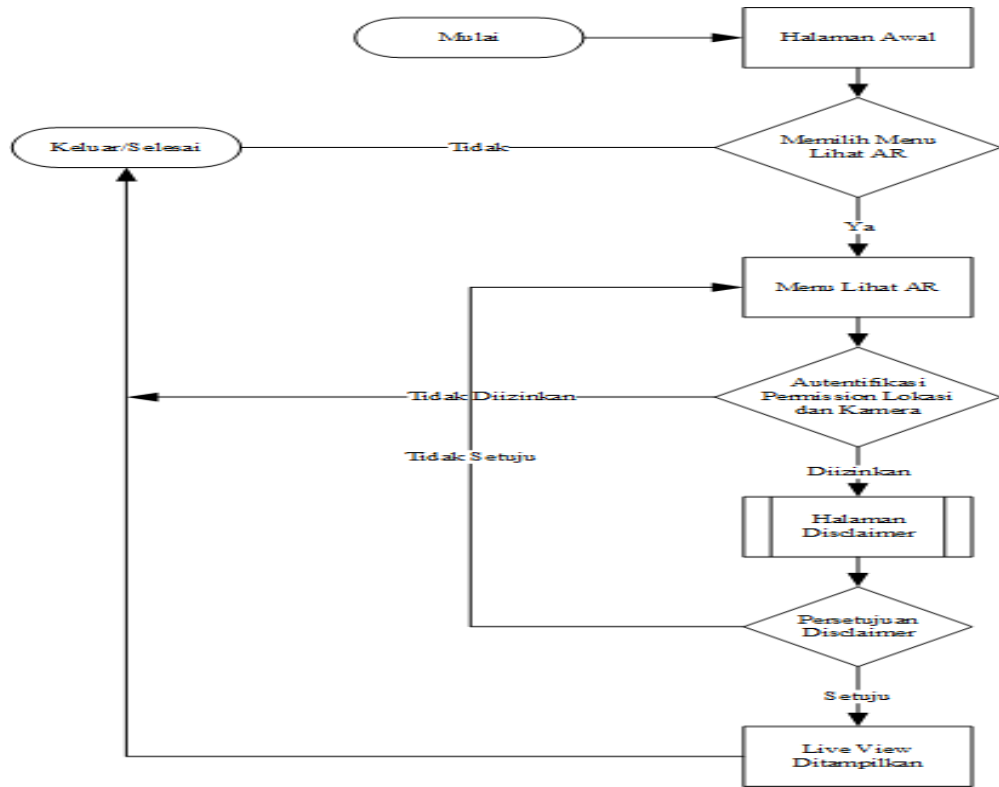 Mulai
Halaman Awal
Keluar/Selesai
Tidak
Memilih Menu
Lihat AR
Ya
Menu Lihat AR
Tidak Diizinkan
Autentifikasi
Permission Lokasi
dan Kamera
Tidak Setuju
Diizinkan
Halaman
Disclaimer
Persetujuan
Disclaimer
Setuju
Live View
Ditampilkan